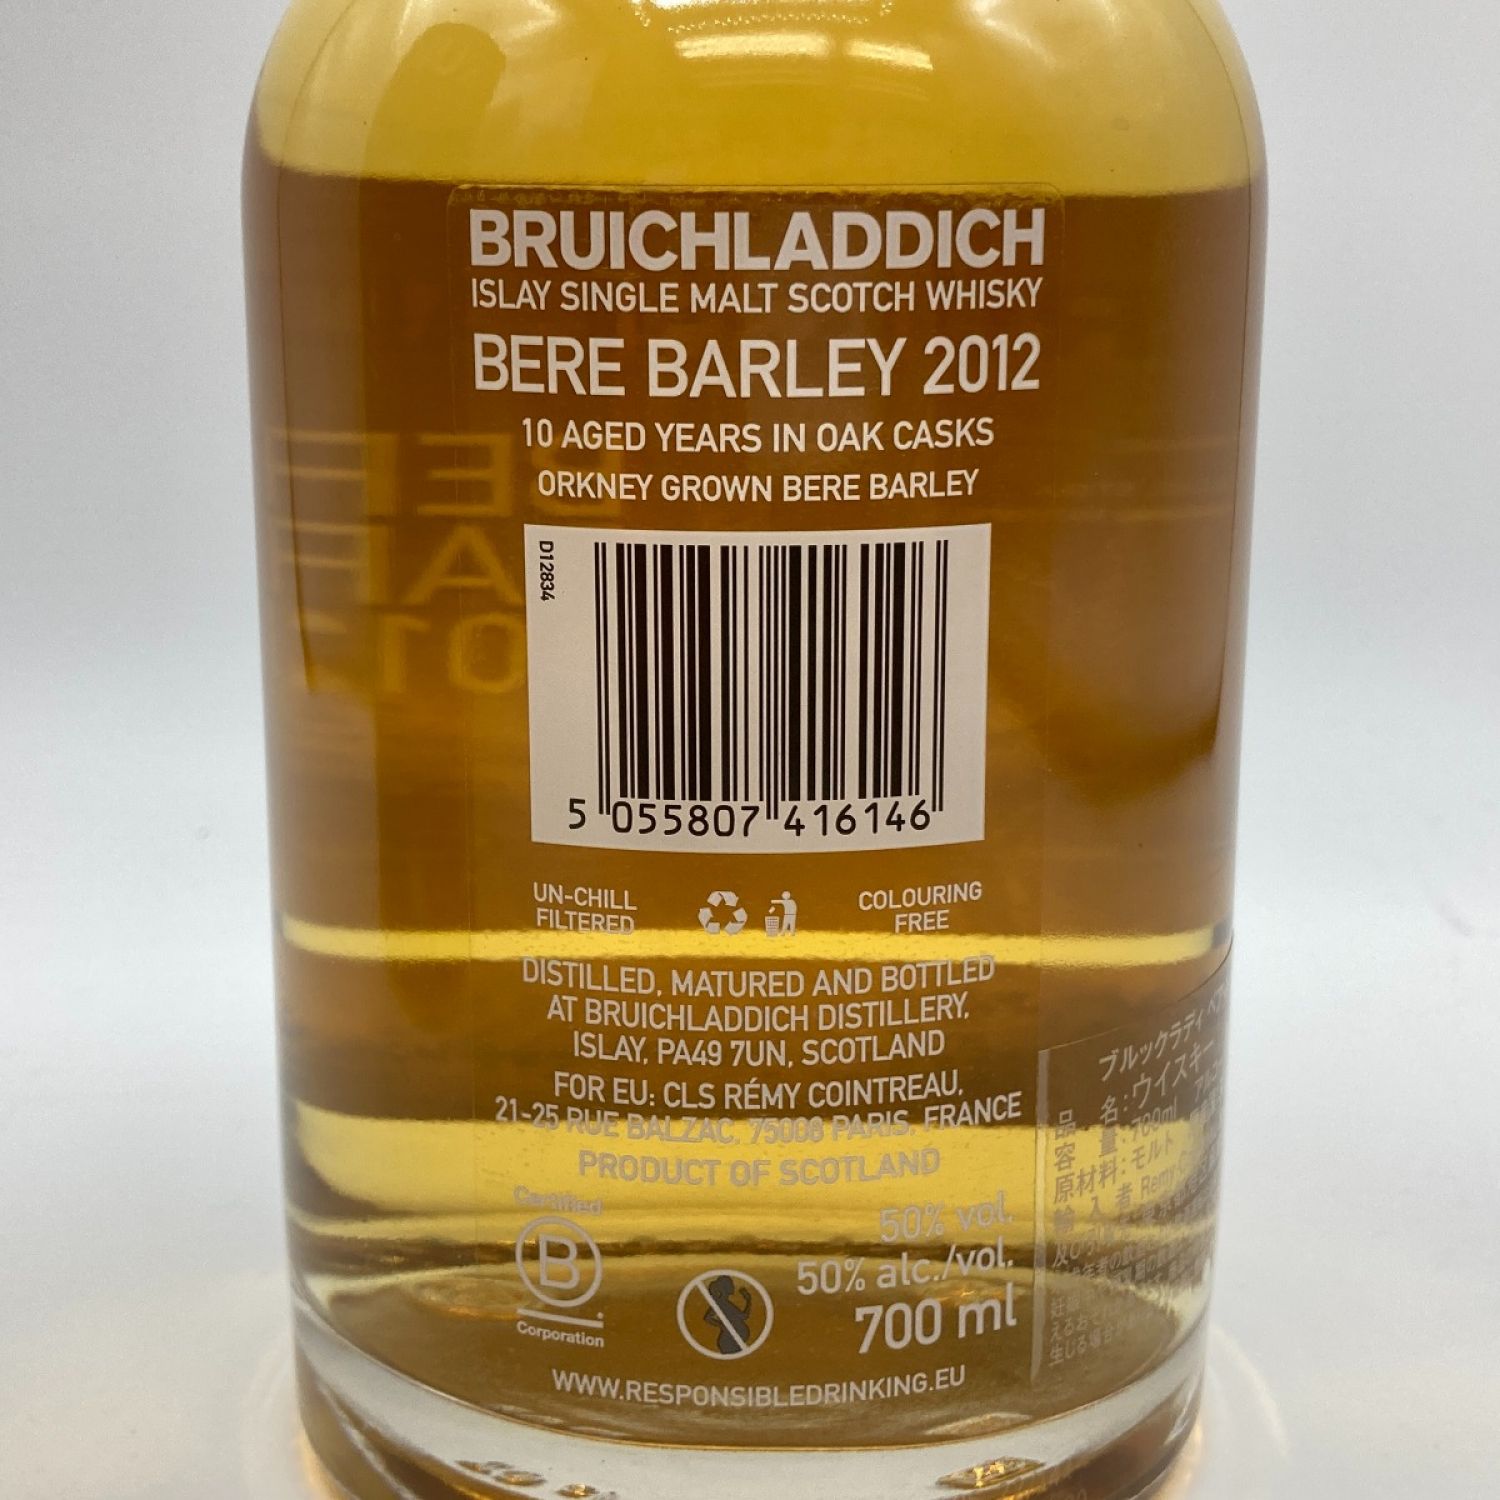 BRUICHLADDICH
ISLAY SINGLE MALT SCOTCH WHISKY
BERE BARLEY 2012
10 AGED YEARS IN OAK CASKS
ORKNEY GROWN BERE BARLEY
D12834
5 055807 416146
UN-CHILL
FILTERED
COLOURING
FREE
DISTILLED, MATURED AND BOTTLED
AT BRUICHLADDICH DISTILLERY,
ISLAY, PA49 7UN, SCOTLAND
FOR EU: CLS RÉMY COINTREAU,
21-25 RUE BALZAC, 75008 PARIS, FRANCE
PRODUCT OF SCOTLAND
Certified
B
Corporation
50% vol.
50% alc./vol.
700 ml
WWW.RESPONSIBLEDRINKING.EU
ブルックラディ
品 名:ウイスキー
容 量:700ml
原材料:モルト
輸 入 者:Remy